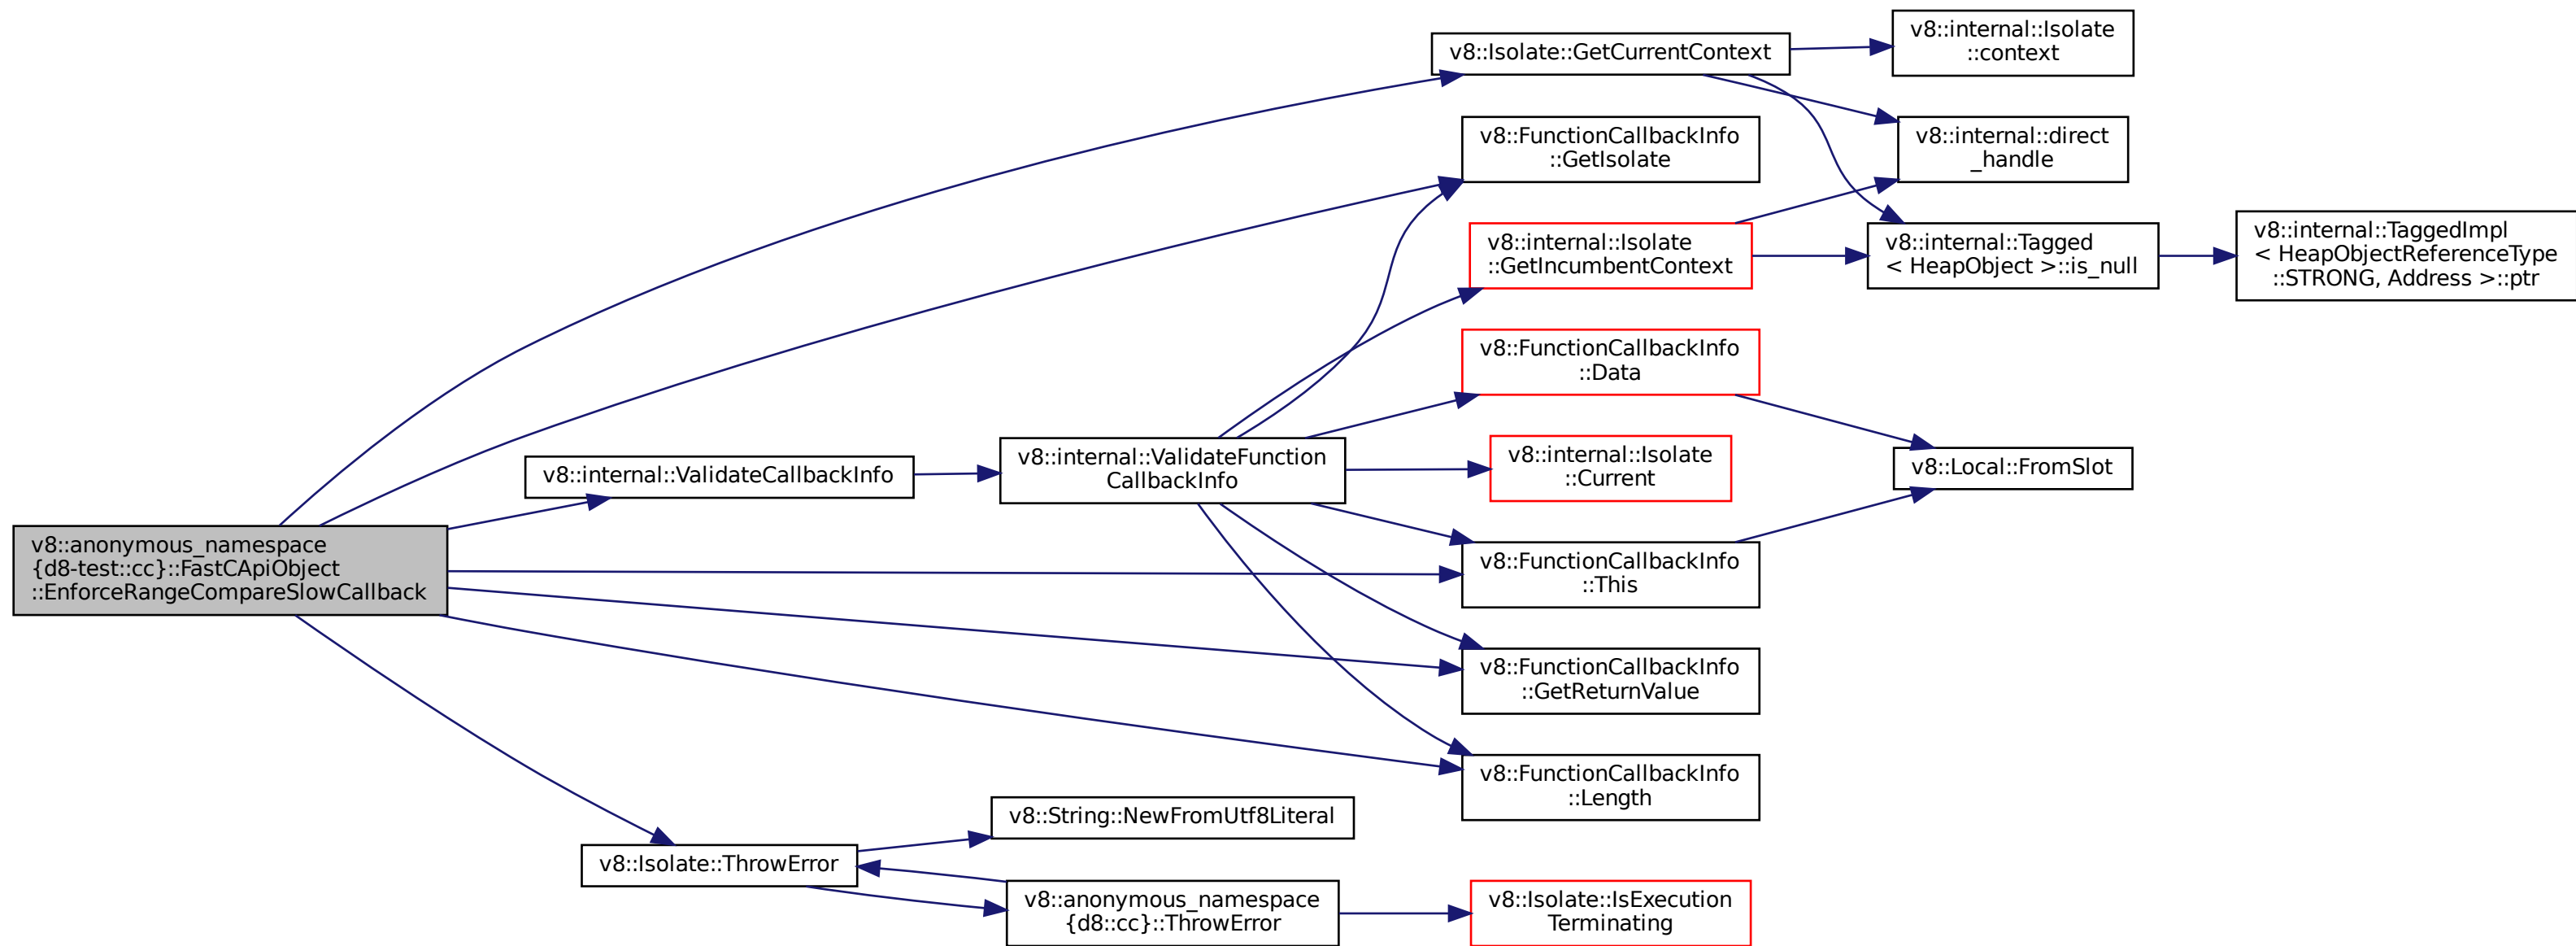 v8::anonymous_namespace
{d8-test::cc}::FastCApiObject
::EnforceRangeCompareSlowCallback
v8::internal::ValidateCallbackInfo
v8::Isolate::ThrowError
v8::internal::ValidateFunction
CallbackInfo
v8::String::NewFromUtf8Literal
v8::anonymous_namespace
{d8::cc}::ThrowError
v8::Isolate::GetCurrentContext
v8::FunctionCallbackInfo
::GetIsolate
v8::internal::Isolate
::GetIncumbentContext
v8::FunctionCallbackInfo
::Data
v8::internal::Isolate
::Current
v8::FunctionCallbackInfo
::This
v8::FunctionCallbackInfo
::GetReturnValue
v8::FunctionCallbackInfo
::Length
v8::Isolate::IsExecution
Terminating
v8::internal::Isolate
::context
v8::internal::direct
_handle
v8::internal::Tagged
< HeapObject >::is_null
v8::Local::FromSlot
v8::internal::TaggedImpl
< HeapObjectReferenceType
::STRONG, Address >::ptr